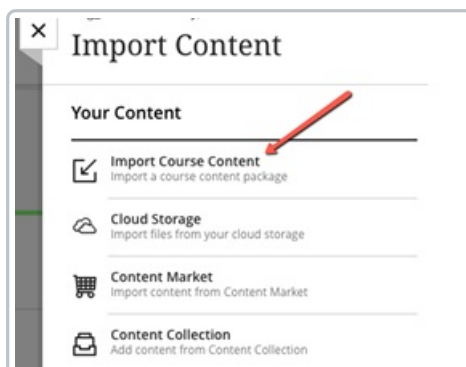 Import Content
Your Content
Import Course Content
Import a course content package
Cloud Storage
Import files from your cloud storage
Content Market
Import content from Content Market
Content Collection
Add content from Content Collection